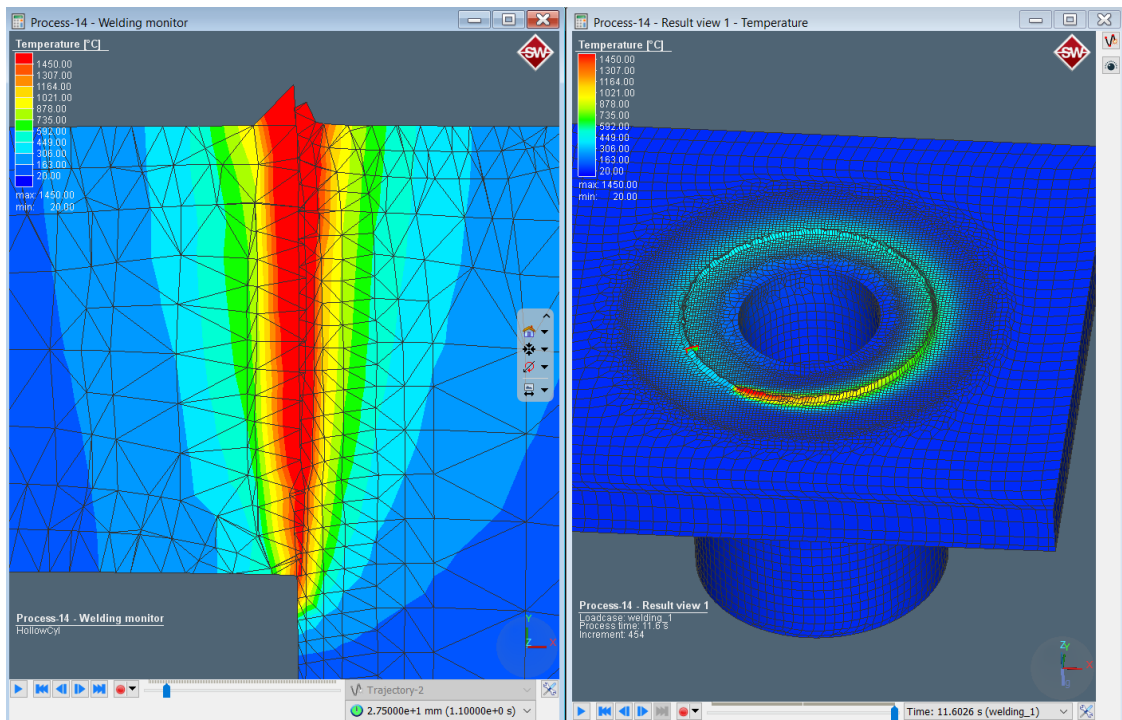 Process-14 - Welding monitor
Temperature [°C]
1450.00
1307.00
1164.00
1021.00
878.00
735.00
592.00
449.00
306.00
163.00
20.00
max: 1450.00
min: 20.00
SW
Process-14 - Welding monitor
HollowCyl
Y
Z
X
Trajectory-2
2.75000e+1 mm (1.10000e+0 s)
Process-14 - Result view 1 - Temperature
Temperature [°C]
1450.00
1307.00
1164.00
1021.00
878.00
735.00
592.00
449.00
306.00
163.00
20.00
max: 1450.00
min: 20.00
SW
Process-14 - Result view 1
Loadcase: welding_1
Process time: 11.6 s
Increment: 454
Time: 11.6026 s (welding_1)